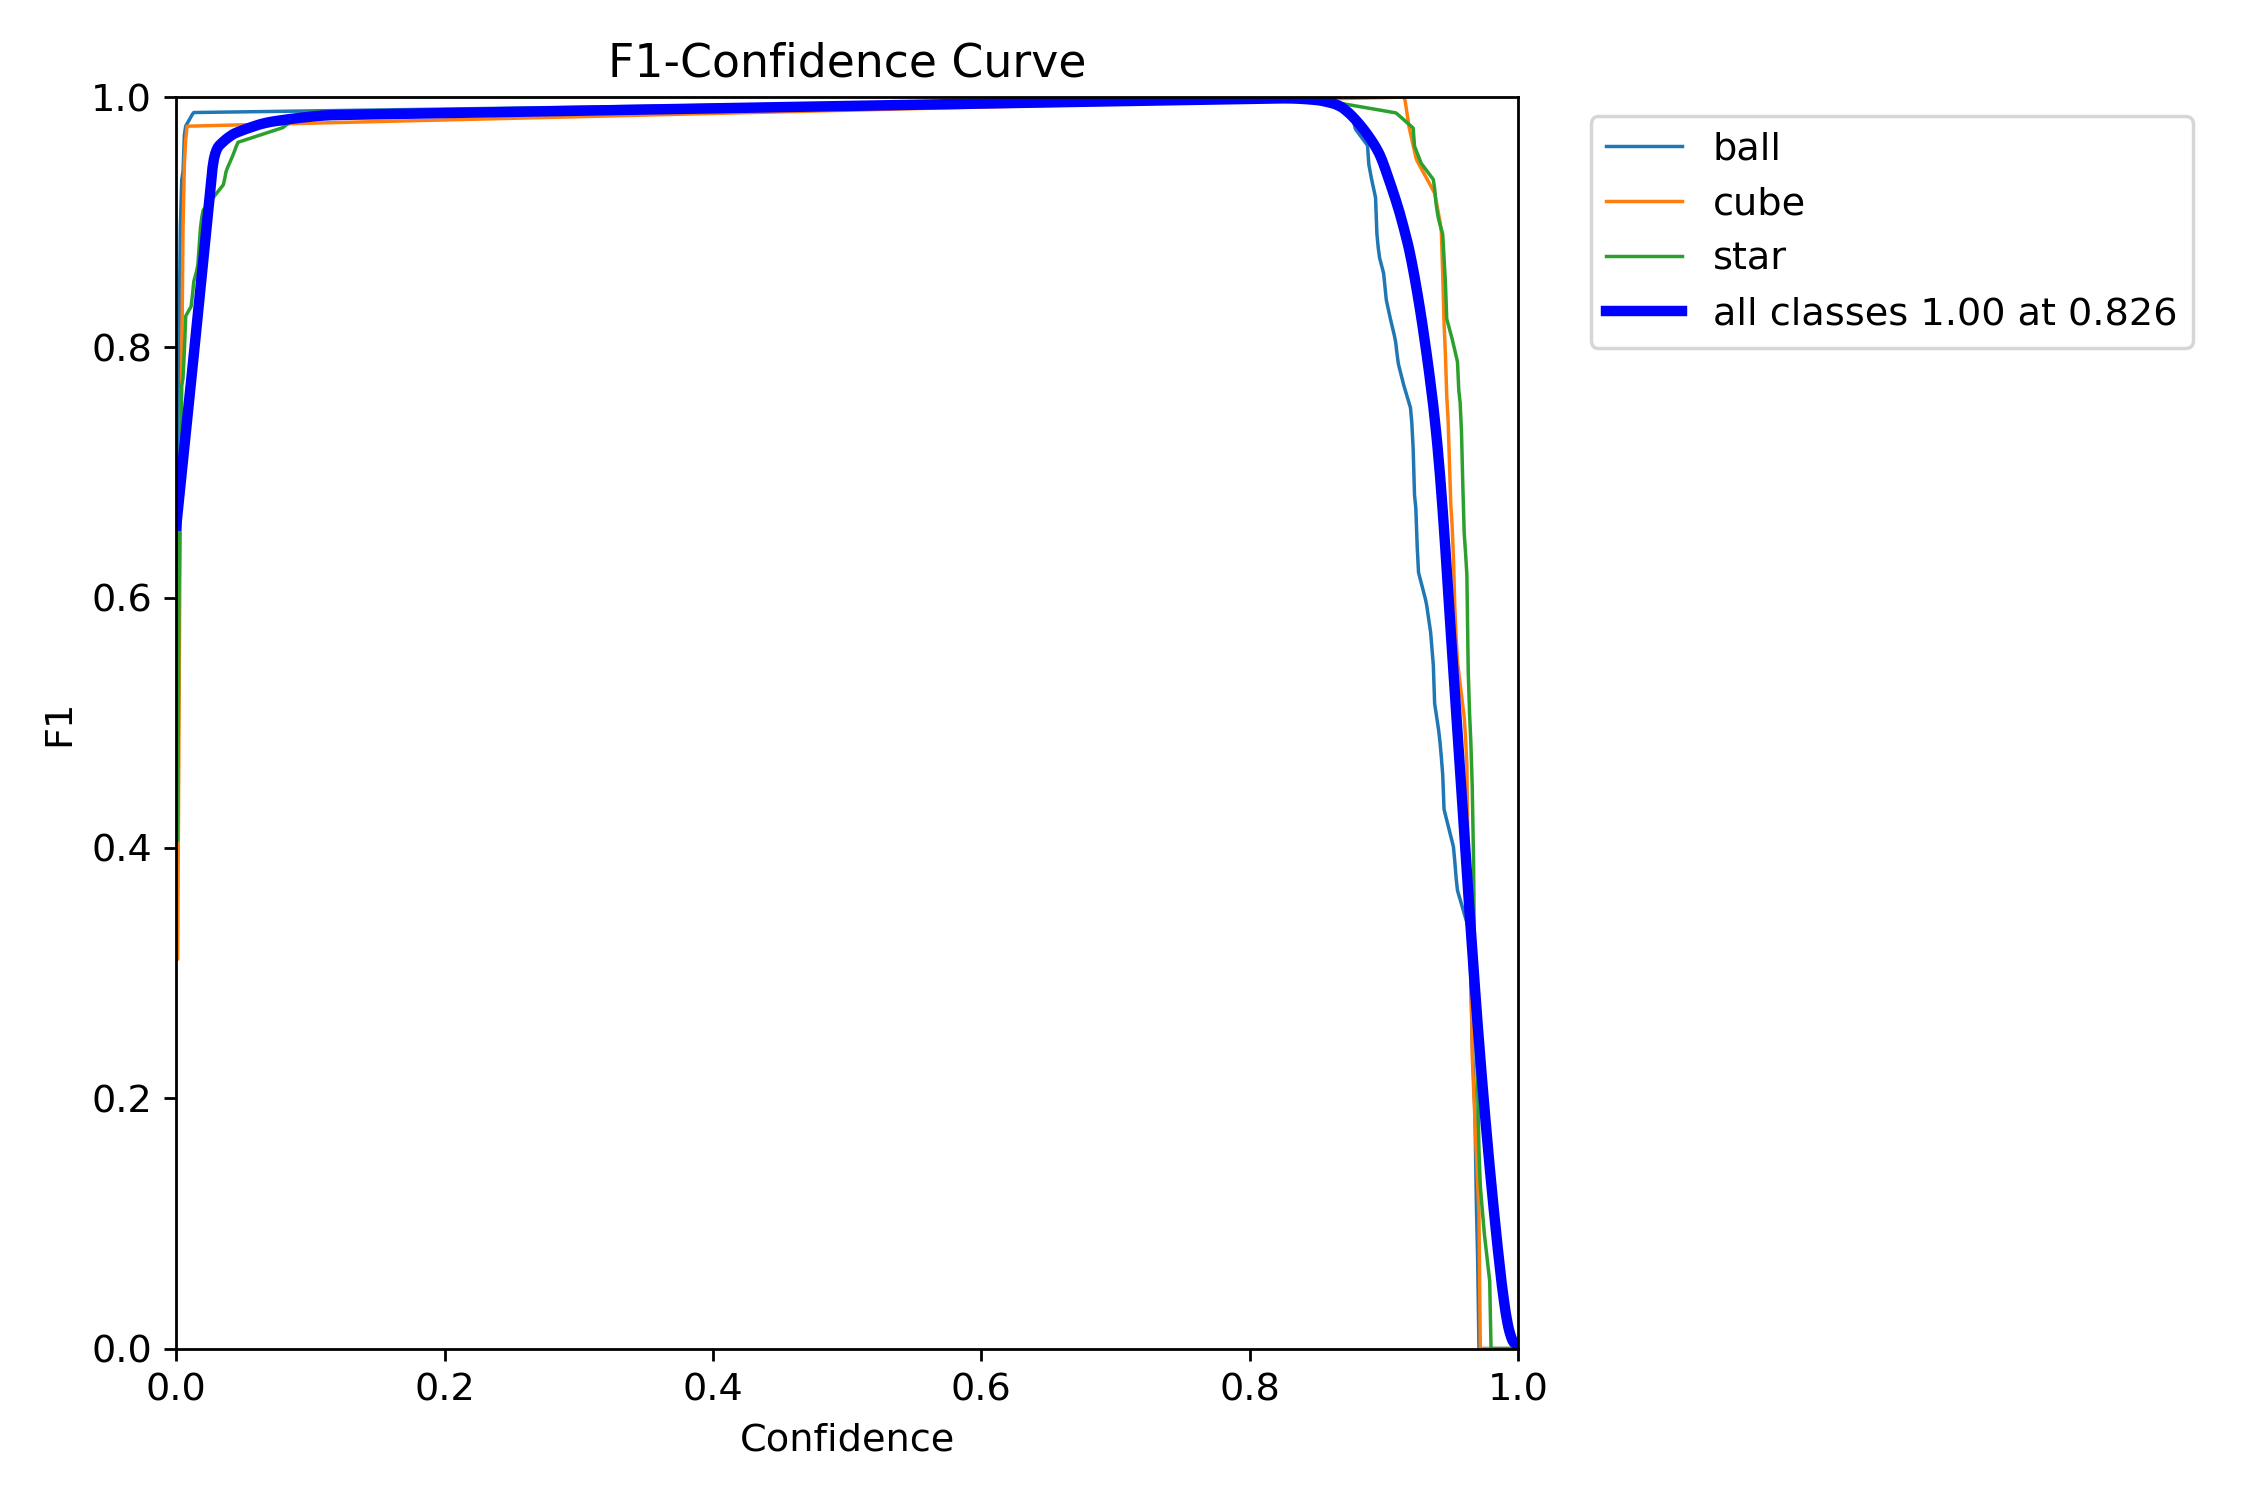 F1-Confidence Curve
1.0
0.8
0.6
0.4
0.2
0.0
F1
0.0 0.2 0.4 0.6 0.8 1.0
Confidence
ball
cube
star
all classes 1.00 at 0.826